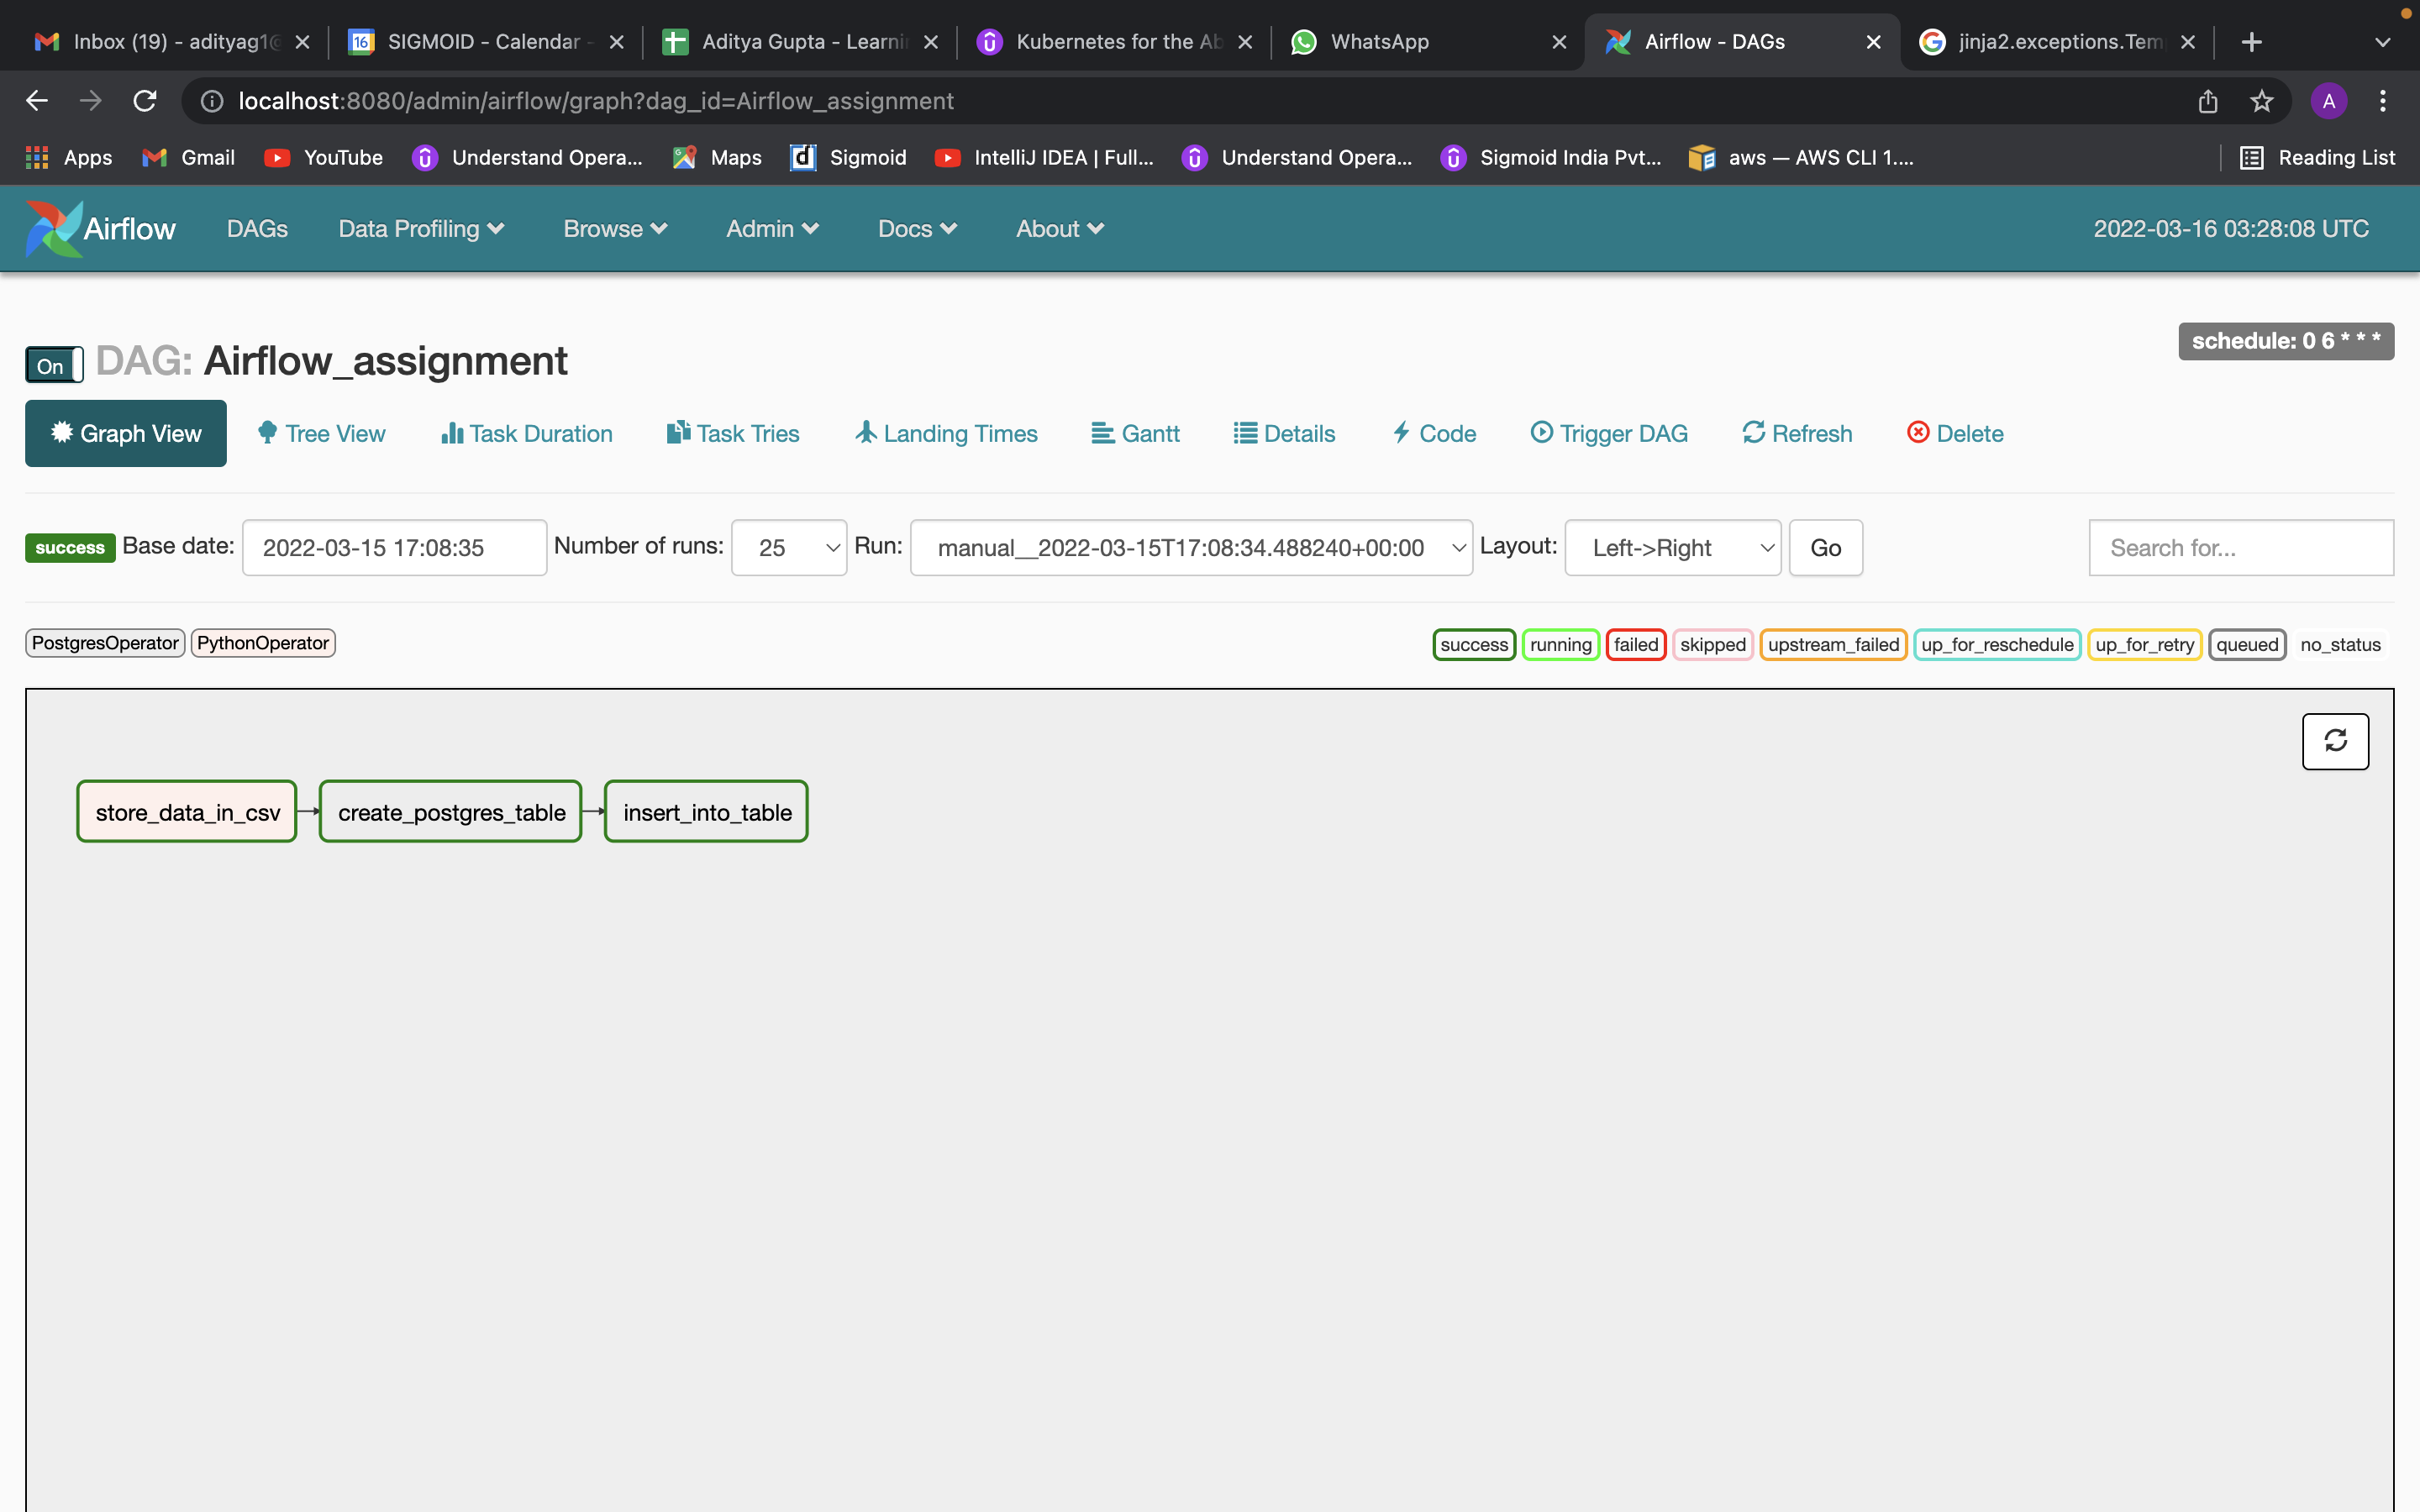 Inbox (19) - adityag1@
SIGMOID - Calendar -
Aditya Gupta - Learni
Kubernetes for the Ab
WhatsApp
Airflow - DAGs
jinja2.exceptions.Tem
localhost:8080/admin/airflow/graph?dag_id=Airflow_assignment
A
Apps
Gmail
YouTube
Understand Opera...
Maps
Sigmoid
IntelliJ IDEA | Full...
Understand Opera...
Sigmoid India Pvt...
aws — AWS CLI 1....
Reading List
Airflow
DAGs
Data Profiling
Browse
Admin
Docs
About
2022-03-16 03:28:08 UTC
On
DAG: Airflow_assignment
schedule: 0 6 * * *
Graph View
Tree View
Task Duration
Task Tries
Landing Times
Gantt
Details
Code
Trigger DAG
Refresh
Delete
success Base date: 2022-03-15 17:08:35 Number of runs: 25 Run: manual__2022-03-15T17:08:34.488240+00:00 Layout: Left->Right Go Search for...
PostgresOperator PythonOperator
success running failed skipped upstream_failed up_for_reschedule up_for_retry queued no_status
store_data_in_csv
create_postgres_table
insert_into_table